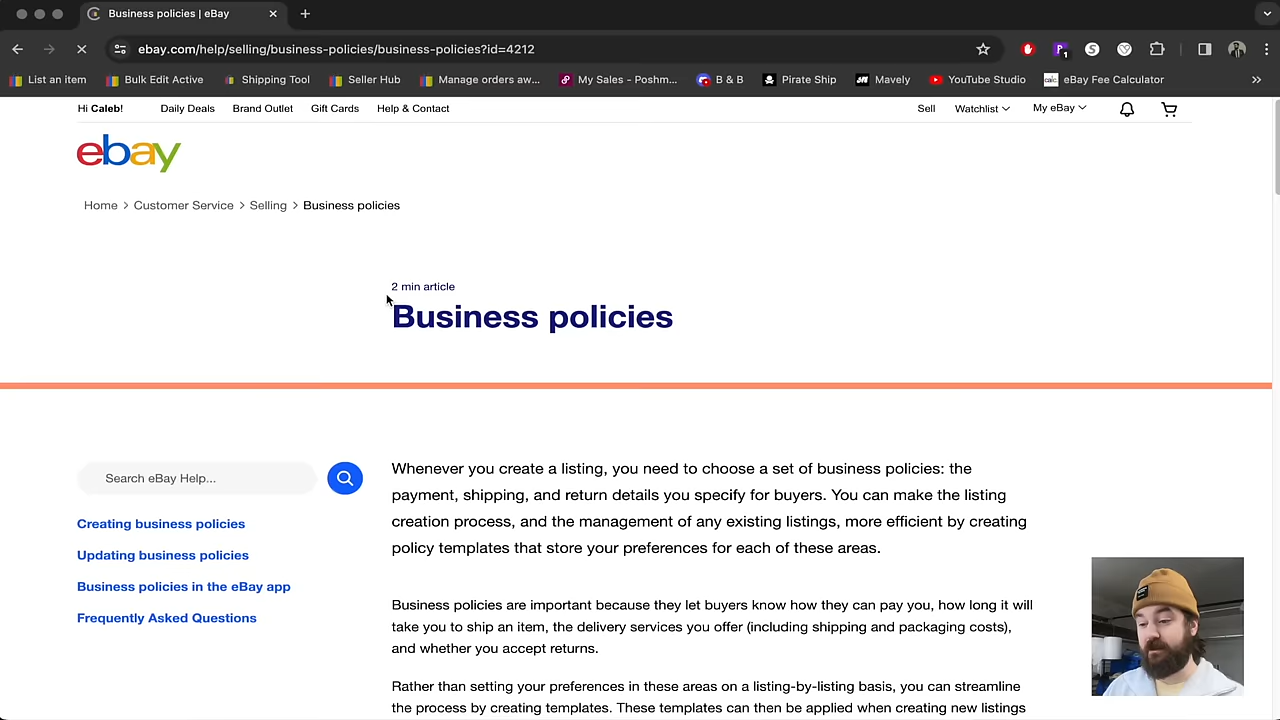 Business policies | eBay
ebay.com/help/selling/business-policies/business-policies?id=4212
1
List an item
Bulk Edit Active
Shipping Tool
Seller Hub
Manage orders aw...
My Sales - Poshm...
B & B
Pirate Ship
Mavely
YouTube Studio
eBay Fee Calculator
Hi Caleb!
Daily Deals
Brand Outlet
Gift Cards
Help & Contact
Sell
Watchlist
My eBay
ebay
Home
Customer Service
Selling
Business policies
2 min article
Business policies
Search eBay Help...
Creating business policies
Updating business policies
Business policies in the eBay app
Frequently Asked Questions
Whenever you create a listing, you need to choose a set of business policies: the
payment, shipping, and return details you specify for buyers. You can make the listing
creation process, and the management of any existing listings, more efficient by creating
policy templates that store your preferences for each of these areas.
Business policies are important because they let buyers know how they can pay you, how long it will
take you to ship an item, the delivery services you offer (including shipping and packaging costs),
and whether you accept returns.
Rather than setting your preferences in these areas on a listing-by-listing basis, you can streamline
the process by creating templates. These templates can then be applied when creating new listings